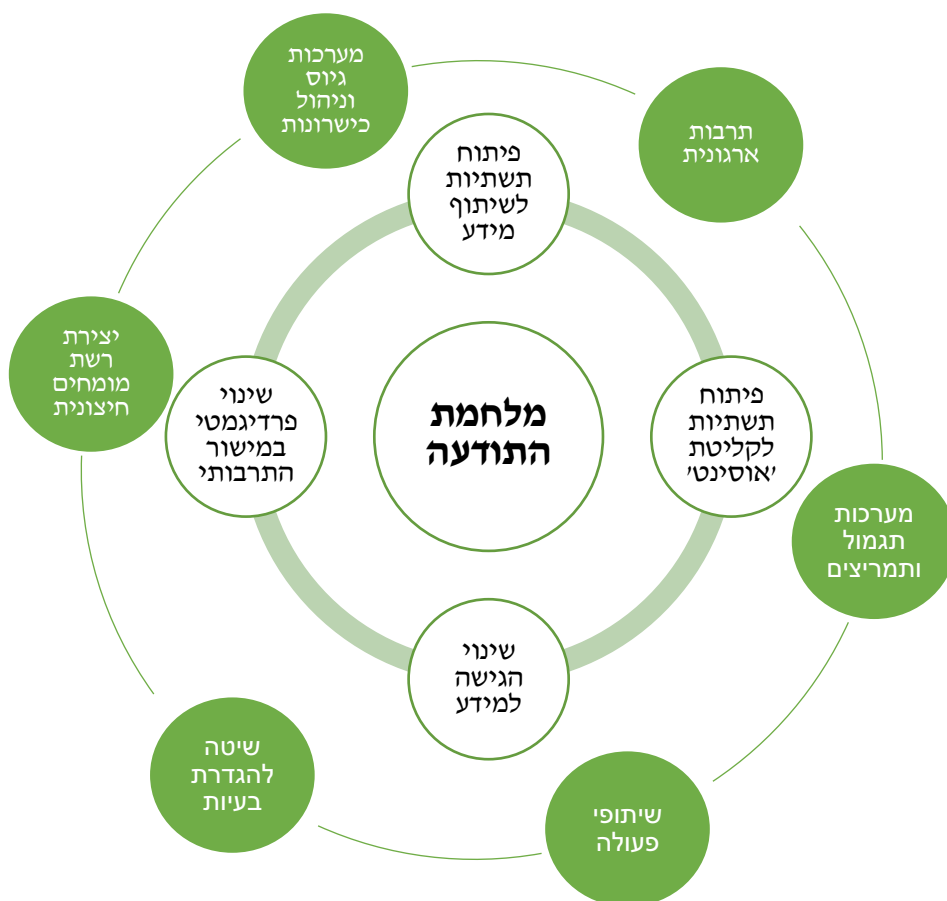 מערכות
גיוס
וניהול
כישרונות
תרבות
ארגונית
פיתוח
תשתיות
לשיתוף
מידע
יצירת
רשת
מומחים
חיצונית
שינוי
פרדיגמטי
במישור
התרבותי
מלחמת
התודעה
פיתוח
תשתיות
לקליטת
'אוסינט'
מערכות
תגמול
ותמריצים
שינוי
הגישה
למידע
שיטה
להגדרת
בעיות
שיתופי
פעולה